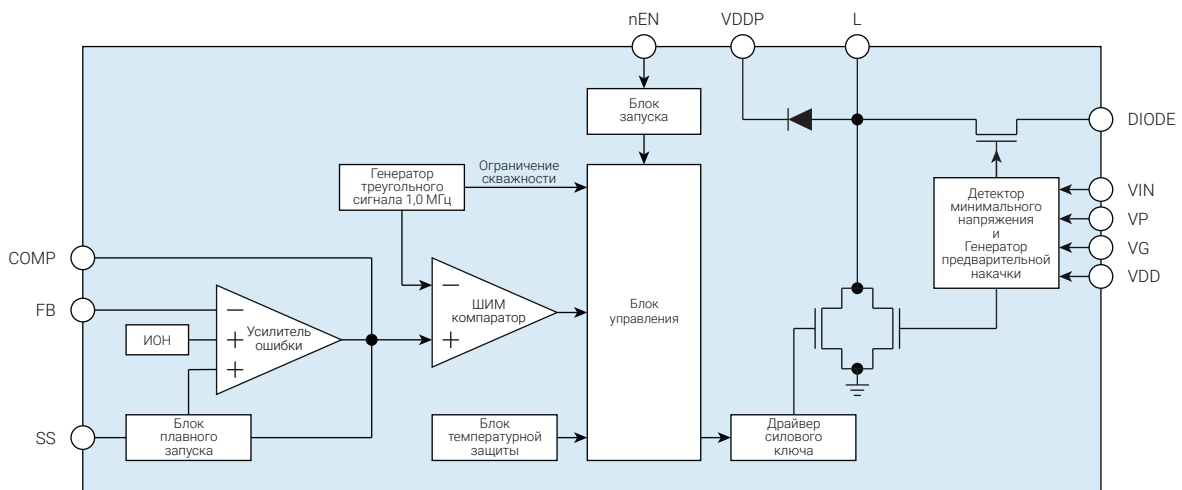 nEN
VDDP
L
Блок
запуска
DIODE
Генератор
треугольного
сигнала 1,0 МГц
Ограничение
скважности
Детектор
минимального
напряжения
и
Генератор
предварительной
накачки
VIN
VP
VG
VDD
COMP
FB
ИОН
Усилитель
ошибки
ШИМ
компаратор
Блок
управления
SS
Блок
плавного
запуска
Блок
температурной
защиты
Драйвер
силового
ключа